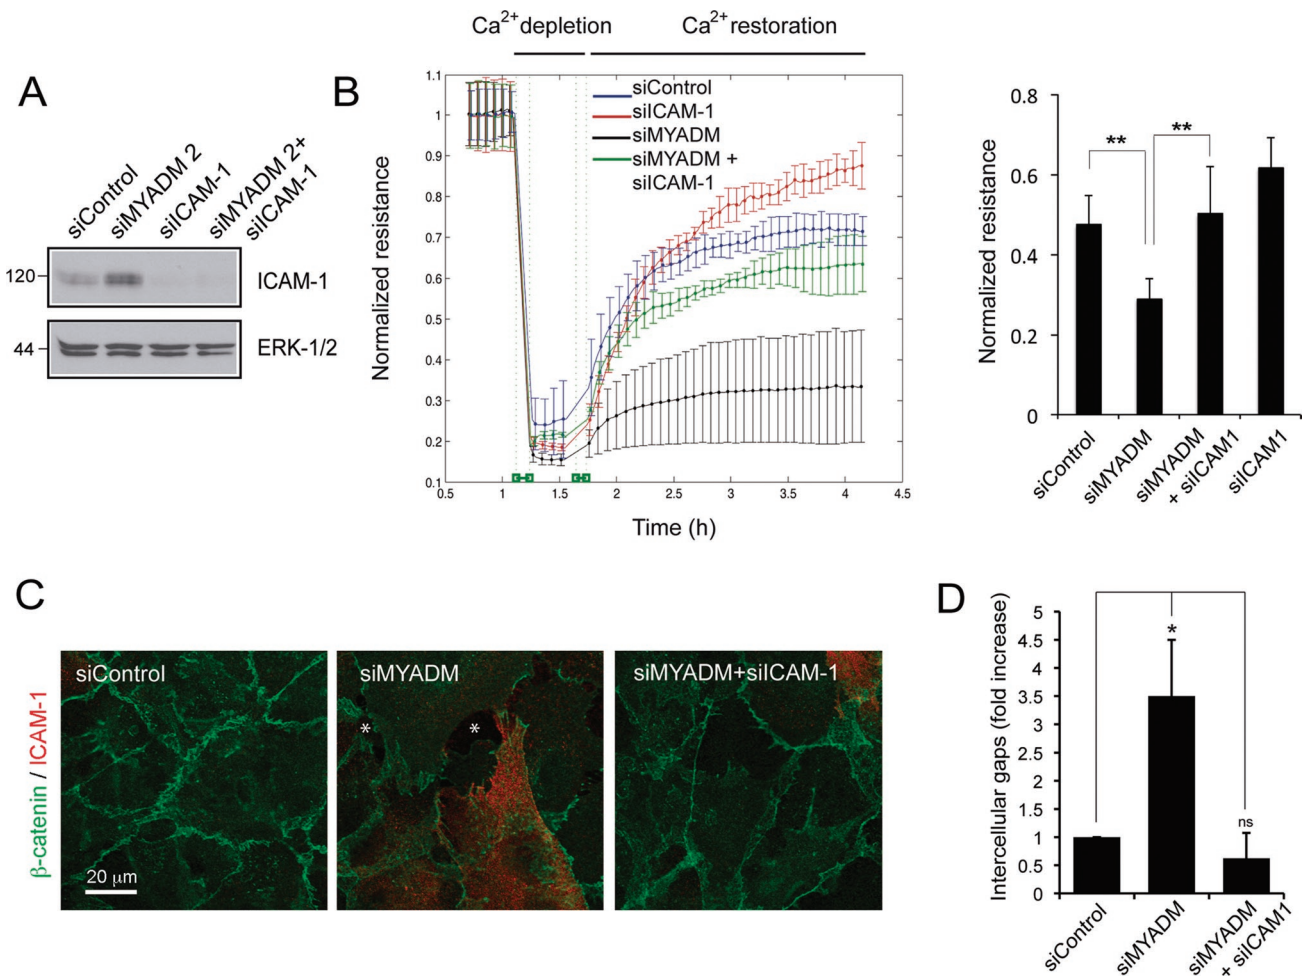 A
siControl
siMYADM 2
siICAM-1
siMYADM 2+
siICAM-1
120
ICAM-1
44
ERK-1/2
B
Ca2+ depletion
Ca2+ restoration
siControl
siICAM-1
siMYADM
siMYADM +
siICAM-1
Normalized resistance
1.1
1
0.9
0.8
0.7
0.6
0.5
0.4
0.3
0.2
0.1
0.5
1
1.5
2
2.5
3
3.5
4
4.5
Time (h)
Normalized resistance
0.8
0.6
0.4
0.2
0
**
**
siControl
siMYADM
siMYADM
+ siICAM1
siICAM1
C
β-catenin / ICAM-1
siControl
20 μm
siMYADM
*
*
siMYADM+siICAM-1
D
Intercellular gaps (fold increase)
5
4.5
4
3.5
3
2.5
2
1.5
1
0.5
0
*
ns
siControl
siMYADM
siMYADM
+ siICAM1